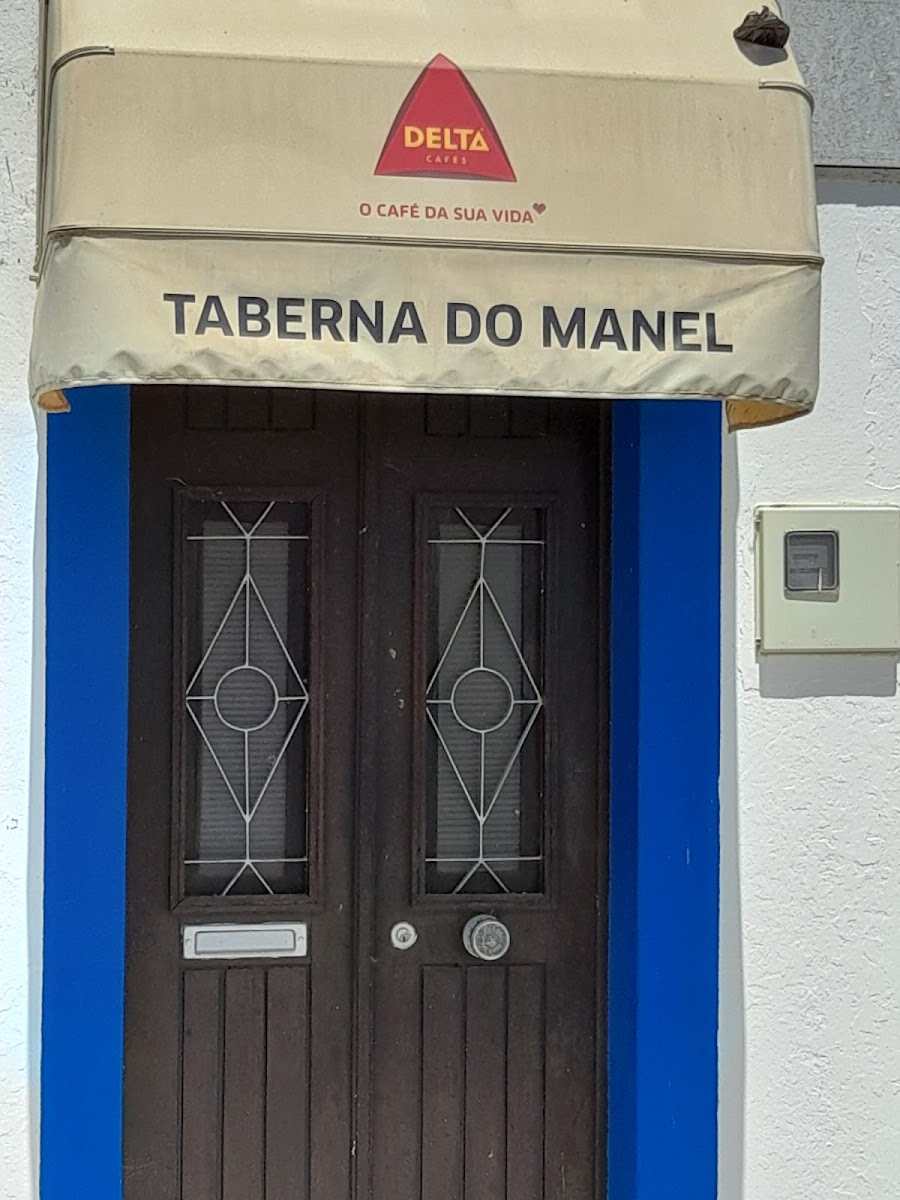 DELTA
CAFÉS
O CAFÉ DA SUA VIDA
TABERNA DO MANEL